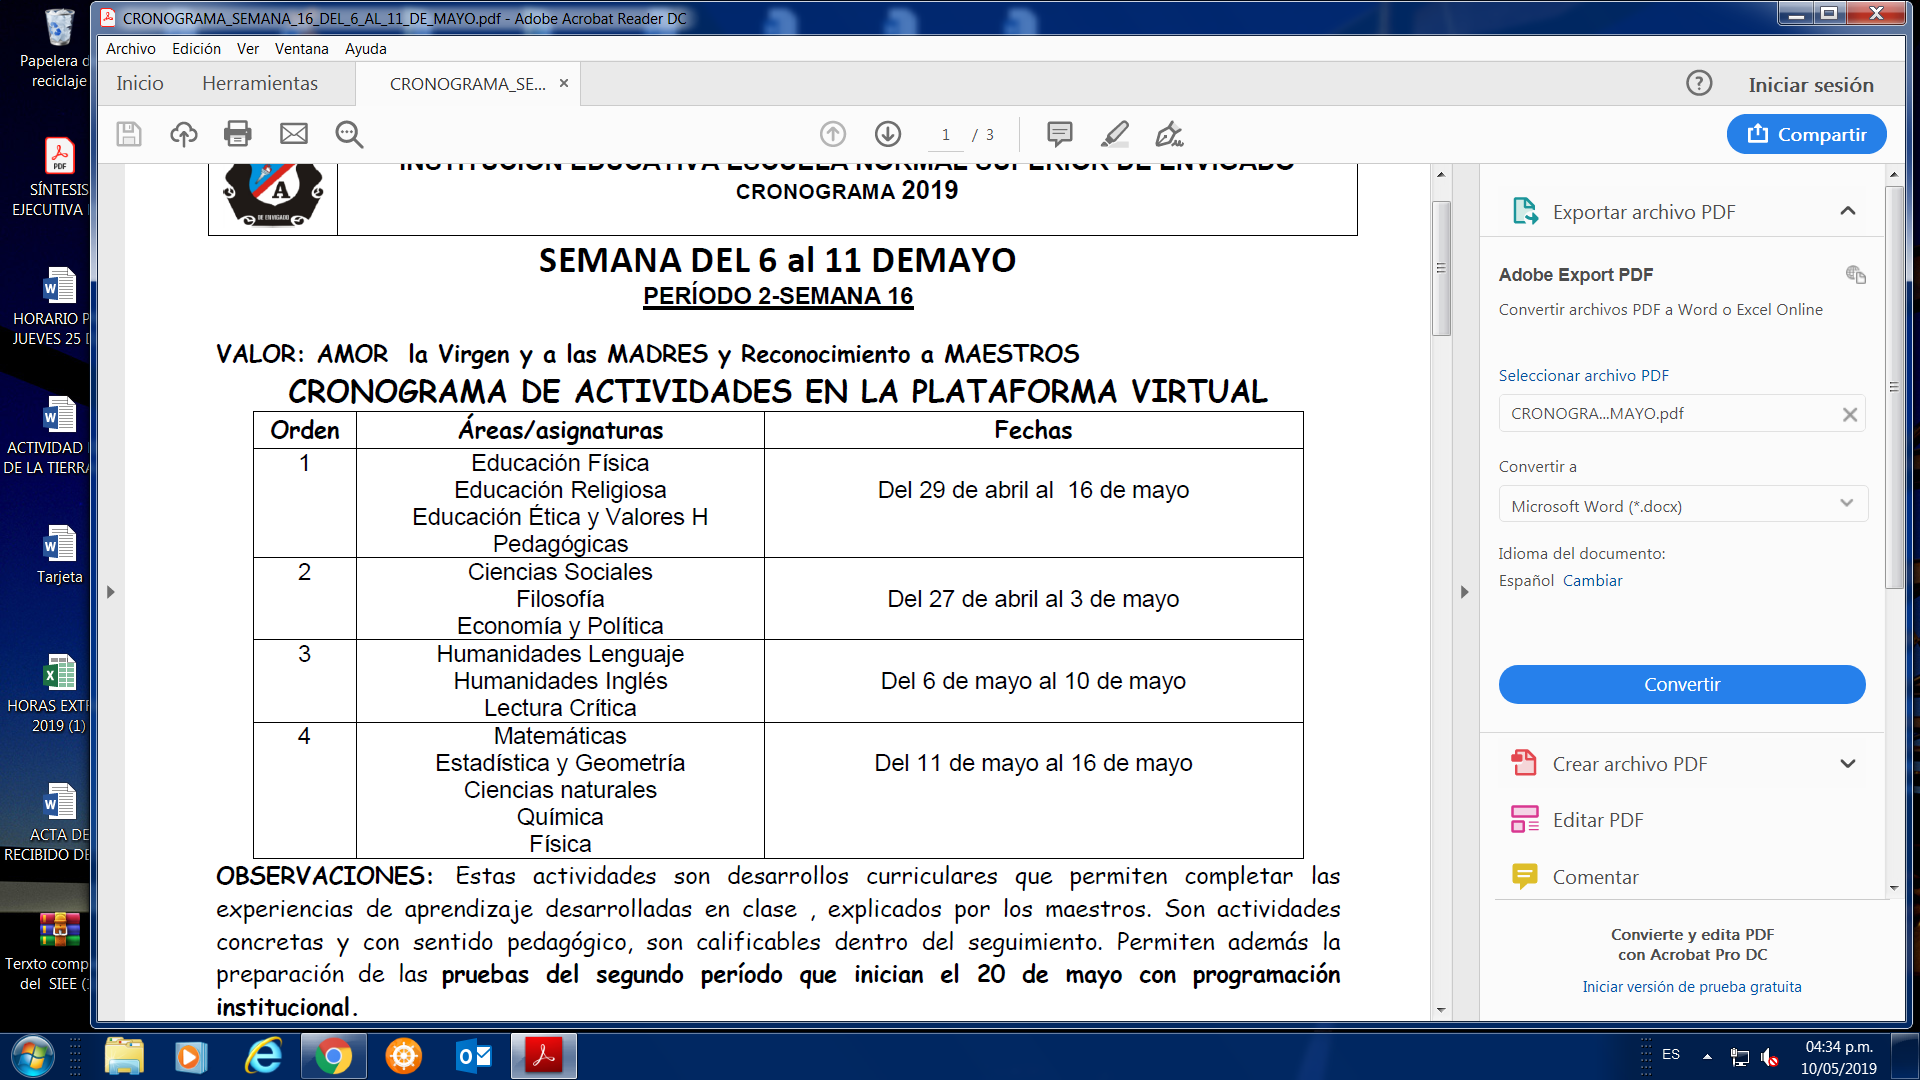 CRONOGRAMA_SEMANA_16_DEL_6_AL_11_DE_MAYO.pdf - Adobe Acrobat Reader DC
Archivo Edición Ver Ventana Ayuda
Inicio Herramientas CRONOGRAMA_SE... ×
Iniciar sesión
1 / 3
Compartir
INSTITUCIÓN EDUCATIVA ESCUELA NORMAL SUPERIOR DE ENVIGADO
CRONOGRAMA 2019
A
DE ENVIGADO
SEMANA DEL 6 al 11 DEMAYO
PERÍODO 2-SEMANA 16
VALOR: AMOR la Virgen y a las MADRES y Reconocimiento a MAESTROS
CRONOGRAMA DE ACTIVIDADES EN LA PLATAFORMA VIRTUAL
Orden Áreas/asignaturas Fechas
1 Educación Física
Educación Religiosa Del 29 de abril al 16 de mayo
Educación Ética y Valores H
Pedagógicas
2 Ciencias Sociales
Filosofía Del 27 de abril al 3 de mayo
Economía y Política
3 Humanidades Lenguaje
Humanidades Inglés Del 6 de mayo al 10 de mayo
Lectura Crítica
4 Matemáticas
Estadística y Geometría Del 11 de mayo al 16 de mayo
Ciencias naturales
Química
Física
OBSERVACIONES: Estas actividades son desarrollos curriculares que permiten completar las
experiencias de aprendizaje desarrolladas en clase , explicados por los maestros. Son actividades
concretas y con sentido pedagógico, son calificables dentro del seguimiento. Permiten además la
preparación de las pruebas del segundo período que inician el 20 de mayo con programación
institucional.
Exportar archivo PDF
Adobe Export PDF
Convertir archivos PDF a Word o Excel Online
Seleccionar archivo PDF
CRONOGRA...MAYO.pdf
Convertir a
Microsoft Word (*.docx)
Idioma del documento:
Español Cambiar
Convertir
Crear archivo PDF
Editar PDF
Comentar
Convierte y edita PDF
con Acrobat Pro DC
Iniciar versión de prueba gratuita
Papelera d
reciclaje
PDF
SÍNTESIS
EJECUTIVA
HORARIO P
JUEVES 25
ACTIVIDAD
DE LA TIERRA
Tarjeta
HORAS EXT
2019 (1)
ACTA DE
RECIBIDO DE
Terxto comp
del SIEE (
ES
04:34 p.m.
10/05/2019